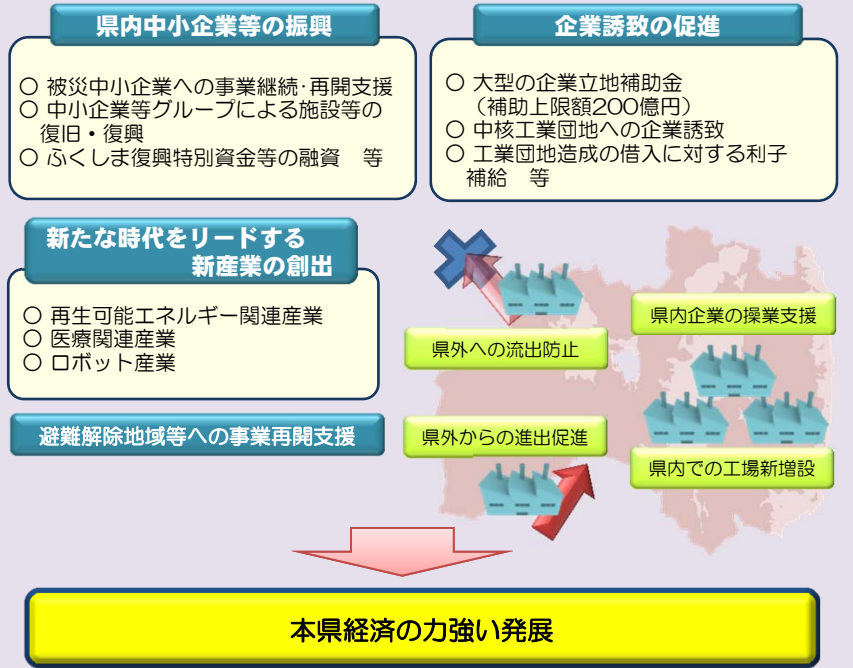 県内中小企業等の振興
○ 被災中小企業への事業継続・再開支援
○ 中小企業等グループによる施設等の
復旧・復興
○ ふくしま復興特別資金等の融資　等
企業誘致の促進
○ 大型の企業立地補助金
（補助上限額200億円）
○ 中核工業団地への企業誘致
○ 工業団地造成の借入に対する利子
補給　等
新たな時代をリードする
新産業の創出
○ 再生可能エネルギー関連産業
○ 医療関連産業
○ ロボット産業
避難解除地域等への事業再開支援
県外への流出防止
県内企業の操業支援
県外からの進出促進
県内での工場新増設
本県経済の力強い発展